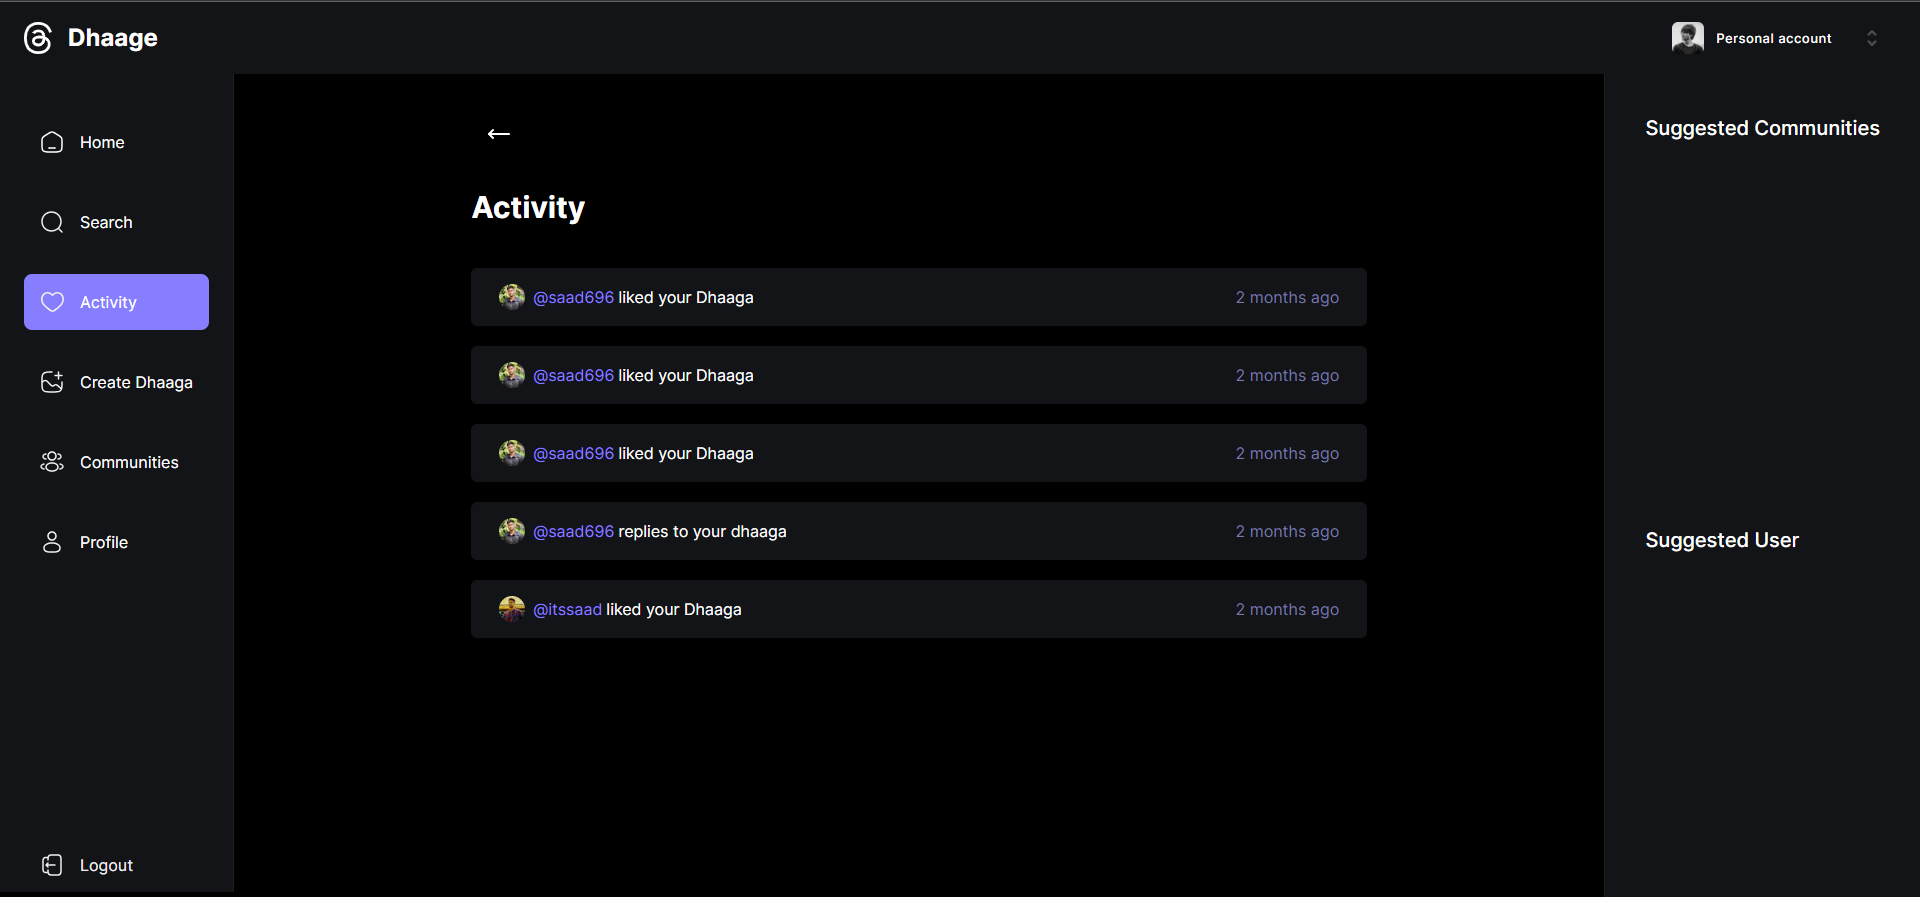 Dhaage
Personal account
Home
Search
Activity
Create Dhaaga
Communities
Profile
Logout
Activity
@saad696 liked your Dhaaga 2 months ago
@saad696 liked your Dhaaga 2 months ago
@saad696 liked your Dhaaga 2 months ago
@saad696 replies to your dhaaga 2 months ago
@itssaad liked your Dhaaga 2 months ago
Suggested Communities
Suggested User